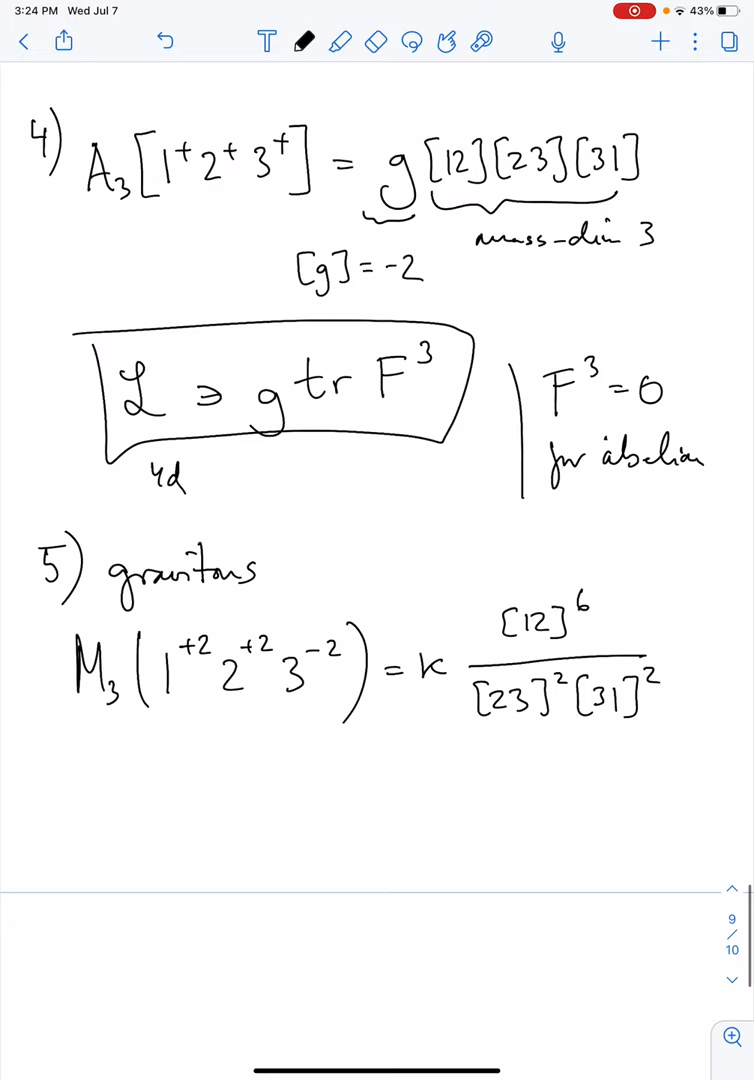 3:24 PM Wed Jul 7 43%
4) A₃[1⁺ 2⁺ 3⁺] = g [12][23][31]
mass-dim 3
[g] = -2
ℒ ∋ g tr F³
4d
F³ = 0
for abelian
5) gravitons
M₃(1⁺² 2⁺² 3⁻²) = κ [12]⁶ / [23]² [31]²
9
/
10